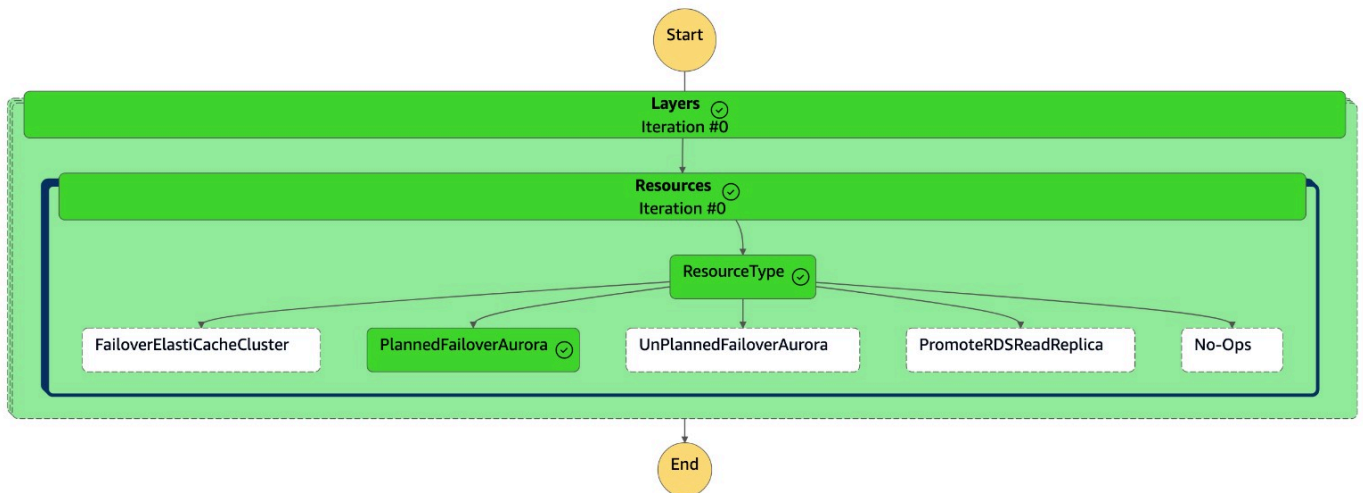 Start
Layers
Iteration #0
Resources
Iteration #0
ResourceType
FailoverElastiCacheCluster
PlannedFailoverAurora
UnPlannedFailoverAurora
PromoteRDSReadReplica
No-Ops
End